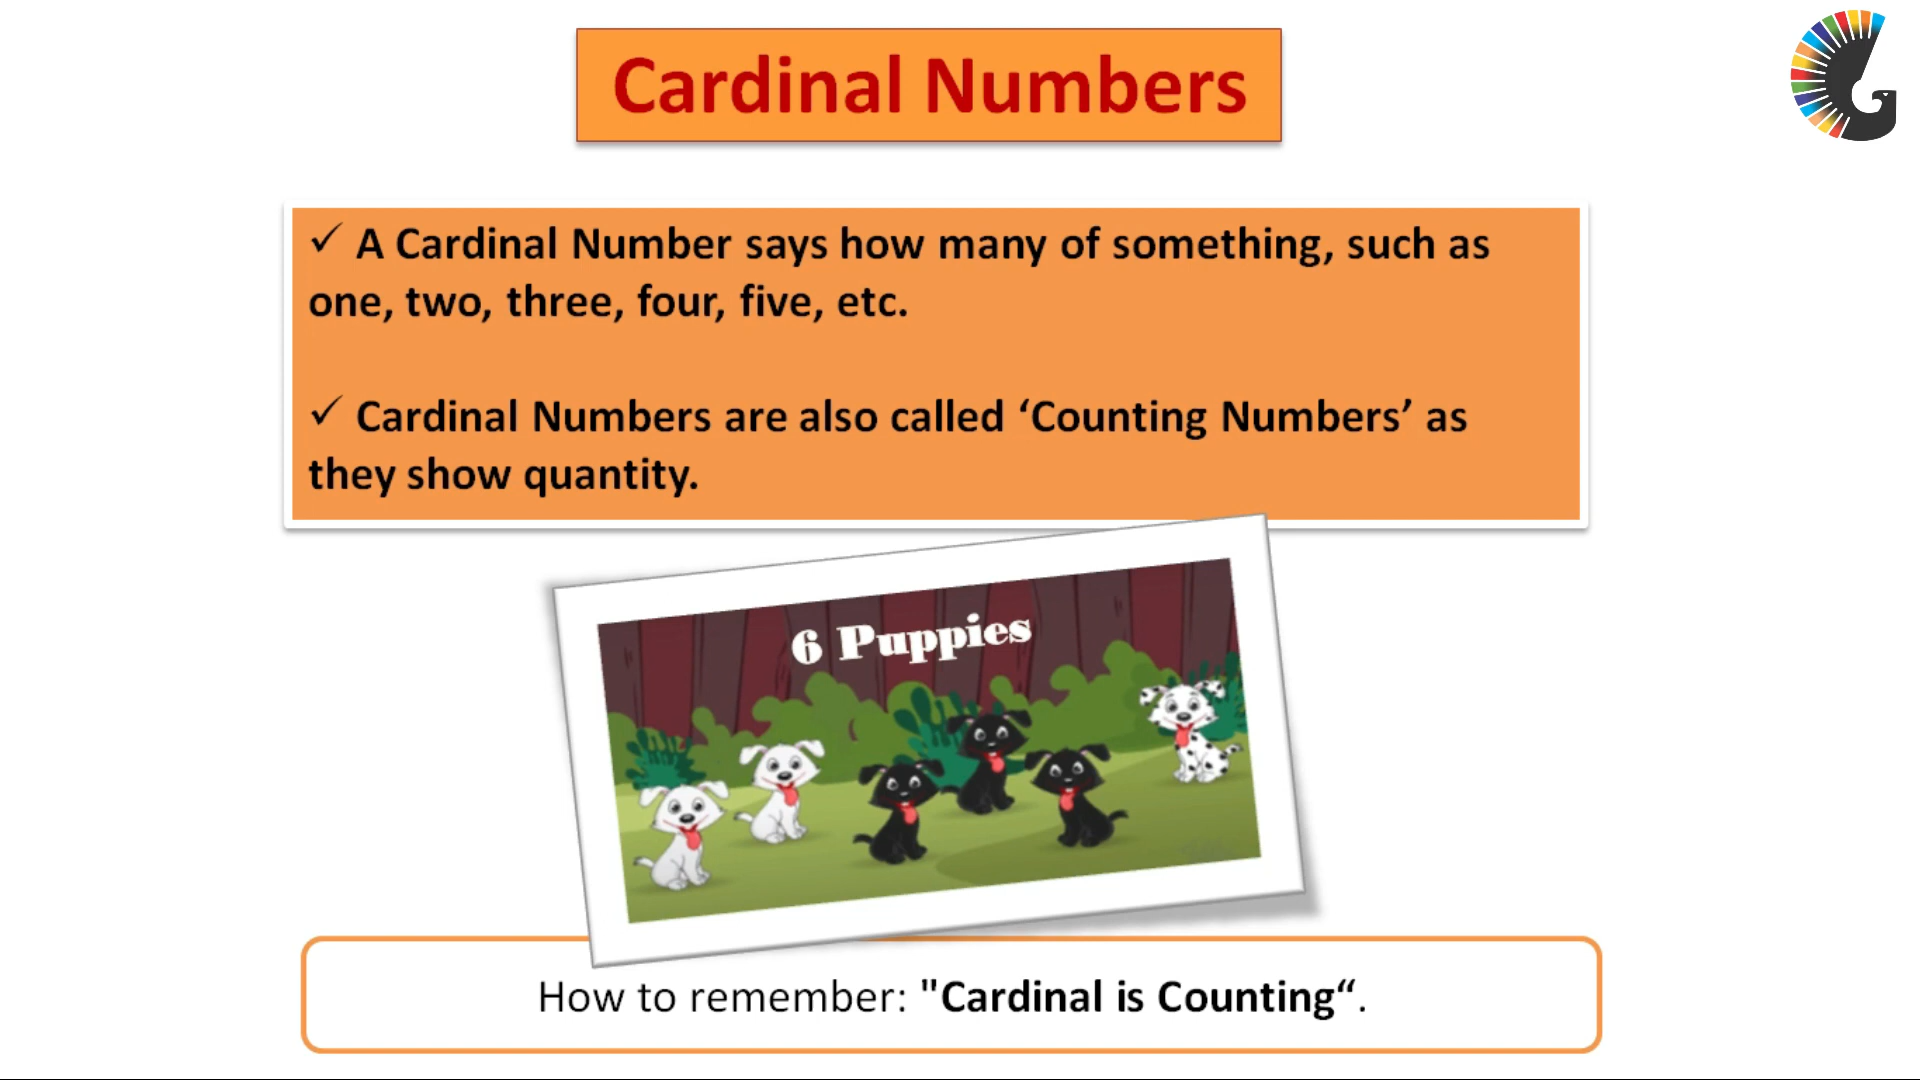 Cardinal Numbers
✓ A Cardinal Number says how many of something, such as
one, two, three, four, five, etc.
✓ Cardinal Numbers are also called ‘Counting Numbers’ as
they show quantity.
6 Puppies
How to remember: "Cardinal is Counting“.